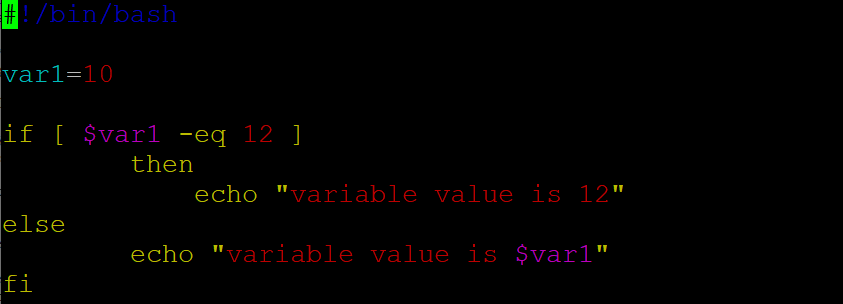 #!/bin/bash
var1=10
if [ $var1 -eq 12 ]
then
echo "variable value is 12"
else
echo "variable value is $var1"
fi